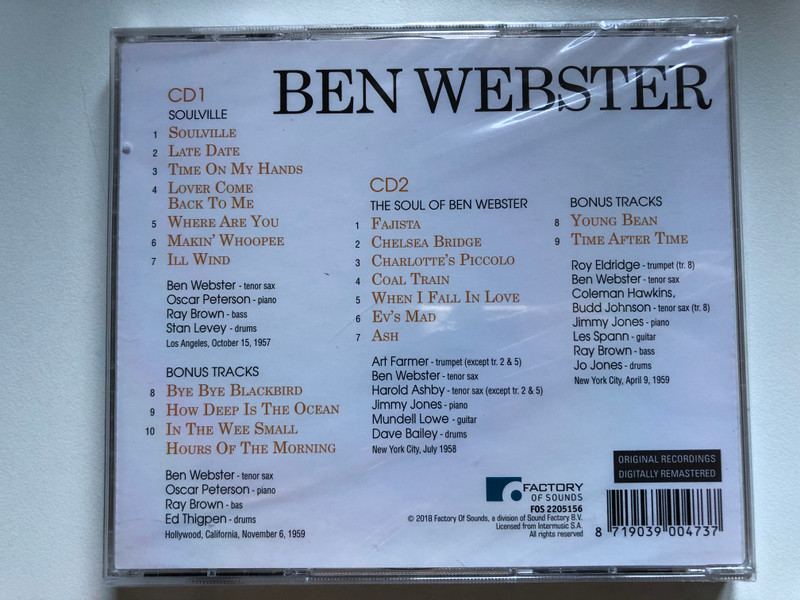 BEN WEBSTER
CD1
SOULVILLE
1 SOULVILLE
2 LATE DATE
3 TIME ON MY HANDS
4 LOVER COME
BACK TO ME
5 WHERE ARE YOU
6 MAKIN' WHOOPEE
7 ILL WIND
Ben Webster - tenor sax
Oscar Peterson - piano
Ray Brown - bass
Stan Levey - drums
Los Angeles, October 15, 1957
BONUS TRACKS
8 BYE BYE BLACKBIRD
9 HOW DEEP IS THE OCEAN
10 IN THE WEE SMALL
HOURS OF THE MORNING
Ben Webster - tenor sax
Oscar Peterson - piano
Ray Brown - bas
Ed Thigpen - drums
Hollywood, California, November 6, 1959
CD2
THE SOUL OF BEN WEBSTER
1 FAJISTA
2 CHELSEA BRIDGE
3 CHARLOTTE'S PICCOLO
4 COAL TRAIN
5 WHEN I FALL IN LOVE
6 EV'S MAD
7 ASH
Art Farmer - trumpet (except tr. 2 & 5)
Ben Webster - tenor sax
Harold Ashby - tenor sax (except tr. 2 & 5)
Jimmy Jones - piano
Mundell Lowe - guitar
Dave Bailey - drums
New York City, July 1958
BONUS TRACKS
8 YOUNG BEAN
9 TIME AFTER TIME
Roy Eldridge - trumpet (tr. 8)
Ben Webster - tenor sax
Coleman Hawkins,
Budd Johnson - tenor sax (tr. 8)
Jimmy Jones - piano
Les Spann - guitar
Ray Brown - bass
Jo Jones - drums
New York City, April 9, 1959
ORIGINAL RECORDINGS
DIGITALLY REMASTERED
FACTORY
OF SOUNDS
FOS 2205156
© 2018 Factory Of Sounds, a division of Sound Factory B.V.
Licensed from Intermusic S.A.
All rights reserved
8 719039 004737